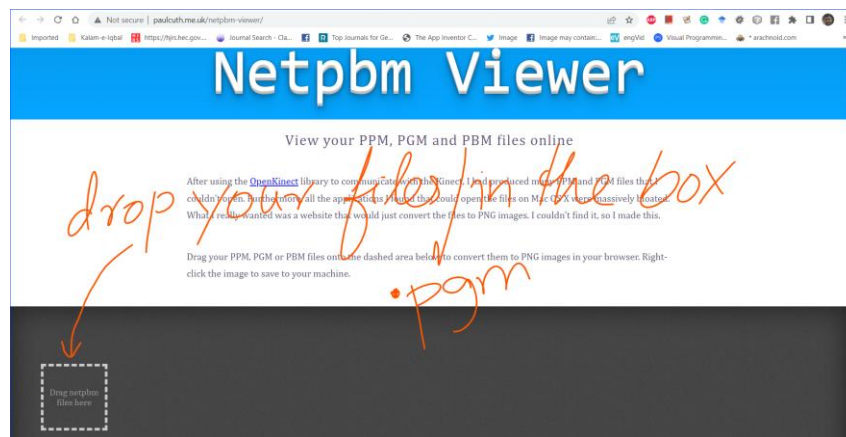 Not secure | paulcuth.me.uk/netpbm-viewer/
Imported Kalam-e-iqbal https://hjrs.hec.gov... Journal Search - Cla... Top Journals for Ge... The App Inventor C... Image Image may contain:... engVid Visual Programmin... * arachnoid.com
Netpbm Viewer
View your PPM, PGM and PBM files online
After using the OpenKinect library to communicate with the Kinect, I had produced many PPM and PGM files that I
couldn't open. Furthermore, all the applications I found that could open the files on Mac OS X were massively bloated.
What I really wanted was a website that would just convert the files to PNG images. I couldn't find it, so I made this.
drop your files in the box
Drag your PPM, PGM or PBM files onto the dashed area below to convert them to PNG images in your browser. Right-
click the image to save to your machine.
.pgm
Drag netpbm
files here